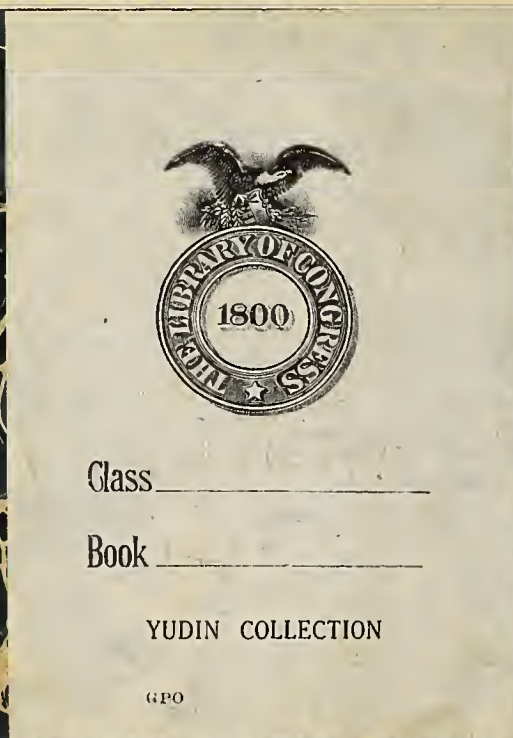 THE LIBRARY OF CONGRESS
1800
Class
Book
YUDIN COLLECTION
GPO